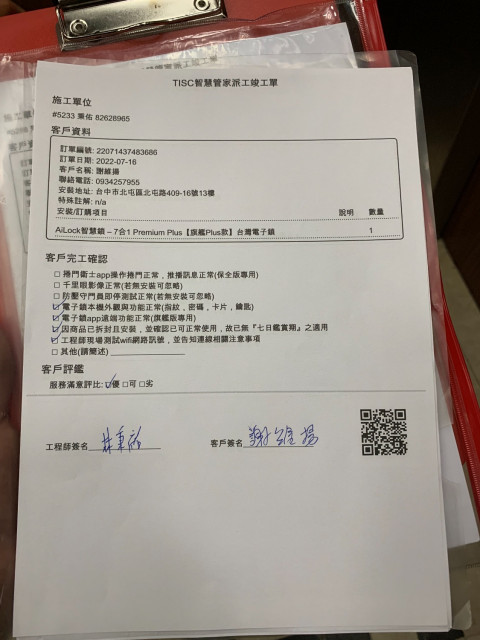 TISC智慧管家派工竣工單
施工單位
#5233 秉佑 82628965
客戶資料
訂單編號: 22071437483686
訂單日期: 2022-07-16
客戶名稱: 謝維揚
聯絡電話: 0934257955
安裝地址: 台中市北屯區北屯路409-16號13樓
特殊註解: n/a
安裝/訂購項目 說明 數量
AiLock智慧鎖 – 7合1 Premium Plus【旗艦Plus款】台灣電子鎖 1
客戶完工確認
□ 捲門衛士app操作捲門正常，推播訊息正常(保全版專用)
□ 千里眼影像正常(若無安裝可忽略)
□ 防壓守門員即停測試正常(若無安裝可忽略)
☑ 電子鎖本機外觀與功能正常(指紋，密碼，卡片，鑰匙)
☑ 電子鎖app遠端功能正常(旗艦版專用)
☑ 因商品已拆封且安裝，並確認已可正常使用，故已無『七日鑑賞期』之適用
☑ 工程師現場測試wifi網路訊號，並告知連線相關注意事項
□ 其他(請簡述)
客戶評鑑
服務滿意評比: ☑優 □可 □劣
工程師簽名 林秉佑 客戶簽名 謝維揚